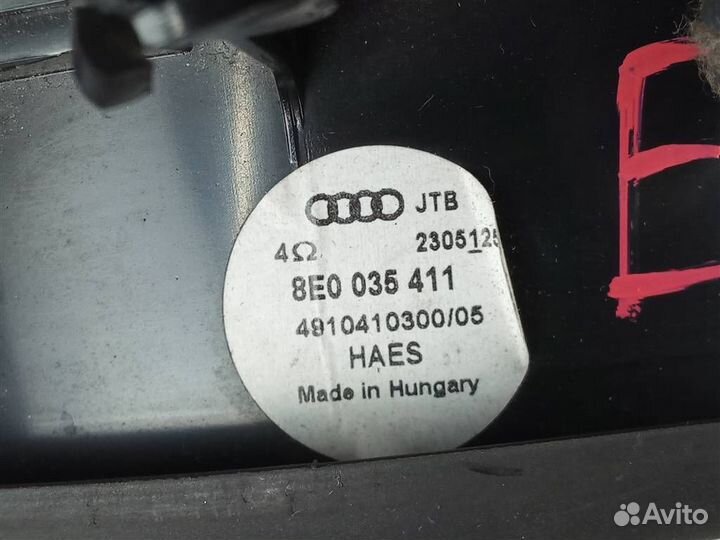 JTB
4Ω 2305125
8E0 035 411
4910410300/05
HAES
Made in Hungary
E
Avito